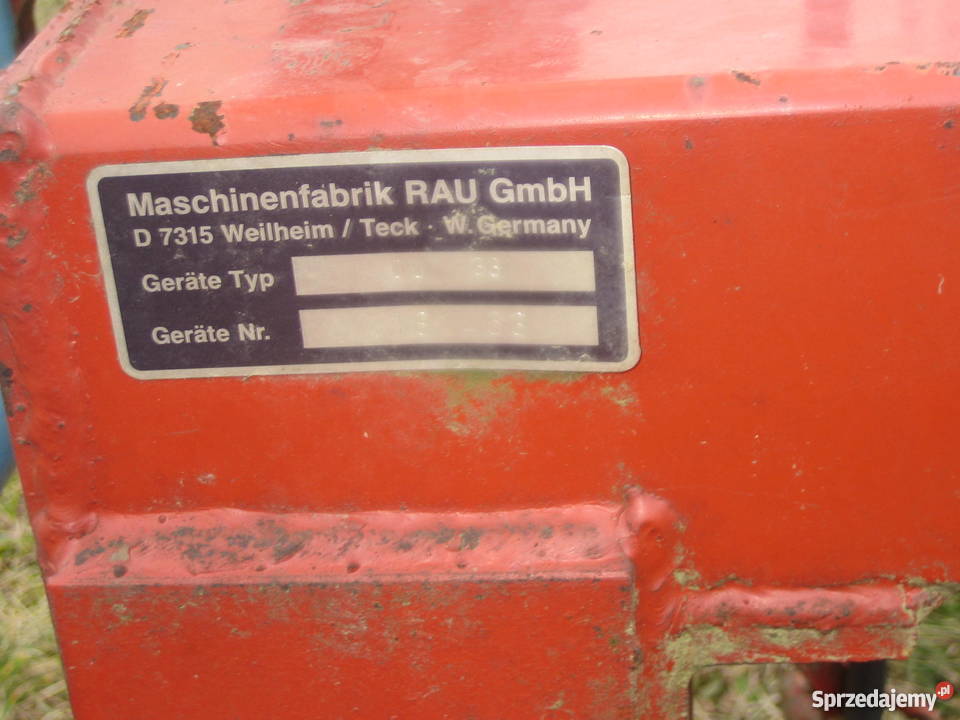 Maschinenfabrik RAU GmbH
D 7315 Weilheim / Teck · W. Germany
Geräte Typ
Geräte Nr.
Sprzedajemy.pl